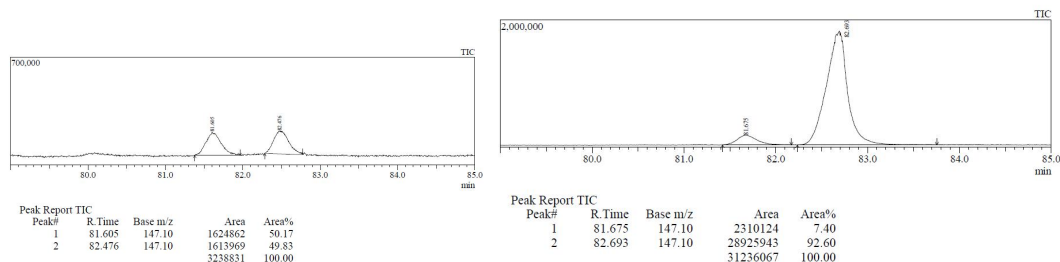 TIC
700,000
81.605
82.476
80.0 81.0 82.0 83.0 84.0 85.0
min
Peak Report TIC
Peak# R.Time Base m/z Area Area%
1 81.605 147.10 1624862 50.17
2 82.476 147.10 1613969 49.83
3238831 100.00
TIC
2,000,000
82.693
81.675
80.0 81.0 82.0 83.0 84.0 85.0
min
Peak Report TIC
Peak# R.Time Base m/z Area Area%
1 81.675 147.10 2310124 7.40
2 82.693 147.10 28925943 92.60
31236067 100.00